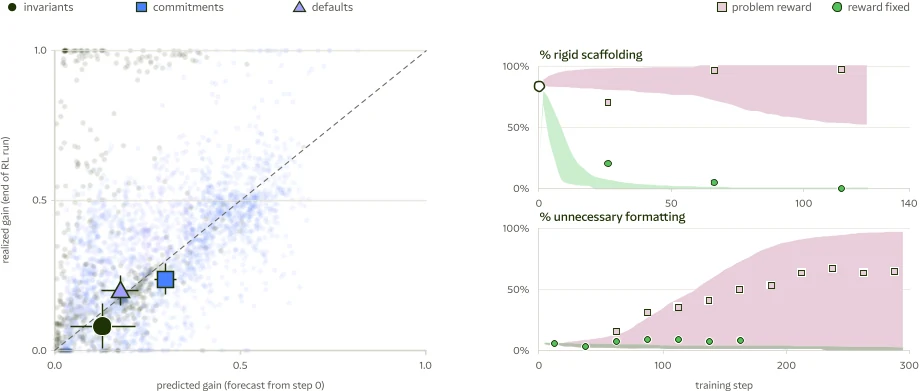 invariants
commitments
defaults
problem reward
reward fixed
1.0
0.5
0.0
0.0
0.5
1.0
realized gain (end of RL run)
predicted gain (forecast from step 0)
% rigid scaffolding
100%
50%
0%
0
50
100
140
% unnecessary formatting
100%
50%
0%
0
100
200
300
training step